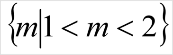 {m|1 < m < 2}